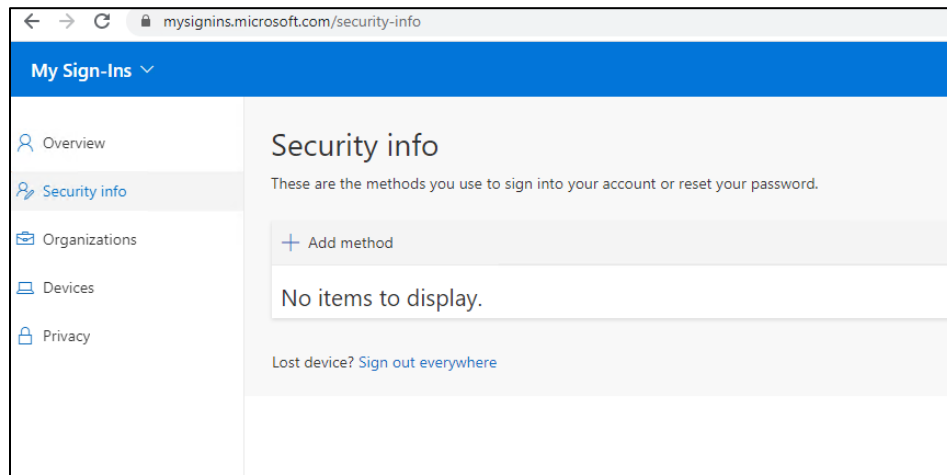 mysignins.microsoft.com/security-info
My Sign-Ins
Overview
Security info
Organizations
Devices
Privacy
Security info
These are the methods you use to sign into your account or reset your password.
Add method
No items to display.
Lost device? Sign out everywhere